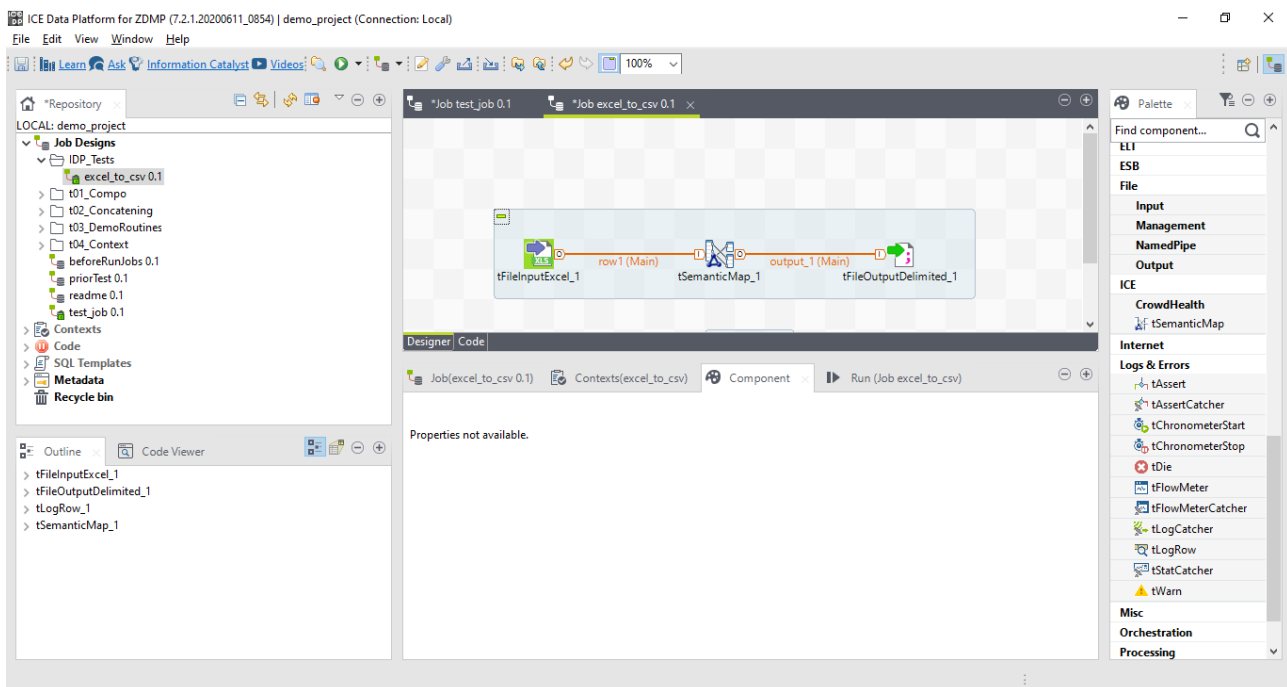 ICE Data Platform for ZDMP (7.2.1.20200611_0854) | demo_project (Connection: Local)
File Edit View Window Help
Learn Ask Information Catalyst Videos 100%
*Repository
LOCAL: demo_project
Job Designs
IDP_Tests
excel_to_csv 0.1
t01_Compo
t02_Concatening
t03_DemoRoutines
t04_Context
beforeRunJobs 0.1
priorTest 0.1
readme 0.1
test_job 0.1
Contexts
Code
SQL Templates
Metadata
Recycle bin
Outline Code Viewer
tFileInputExcel_1
tFileOutputDelimited_1
tLogRow_1
tSemanticMap_1
*Job test_job 0.1 *Job excel_to_csv 0.1
XLS
row1 (Main) output_1 (Main)
tFileInputExcel_1 tSemanticMap_1 tFileOutputDelimited_1
Designer Code
Job(excel_to_csv 0.1) Contexts(excel_to_csv) Component Run (Job excel_to_csv)
Properties not available.
Palette
Find component...
ELT
ESB
File
Input
Management
NamedPipe
Output
ICE
CrowdHealth
tSemanticMap
Internet
Logs & Errors
tAssert
tAssertCatcher
tChronometerStart
tChronometerStop
tDie
tFlowMeter
tFlowMeterCatcher
tLogCatcher
tLogRow
tStatCatcher
tWarn
Misc
Orchestration
Processing